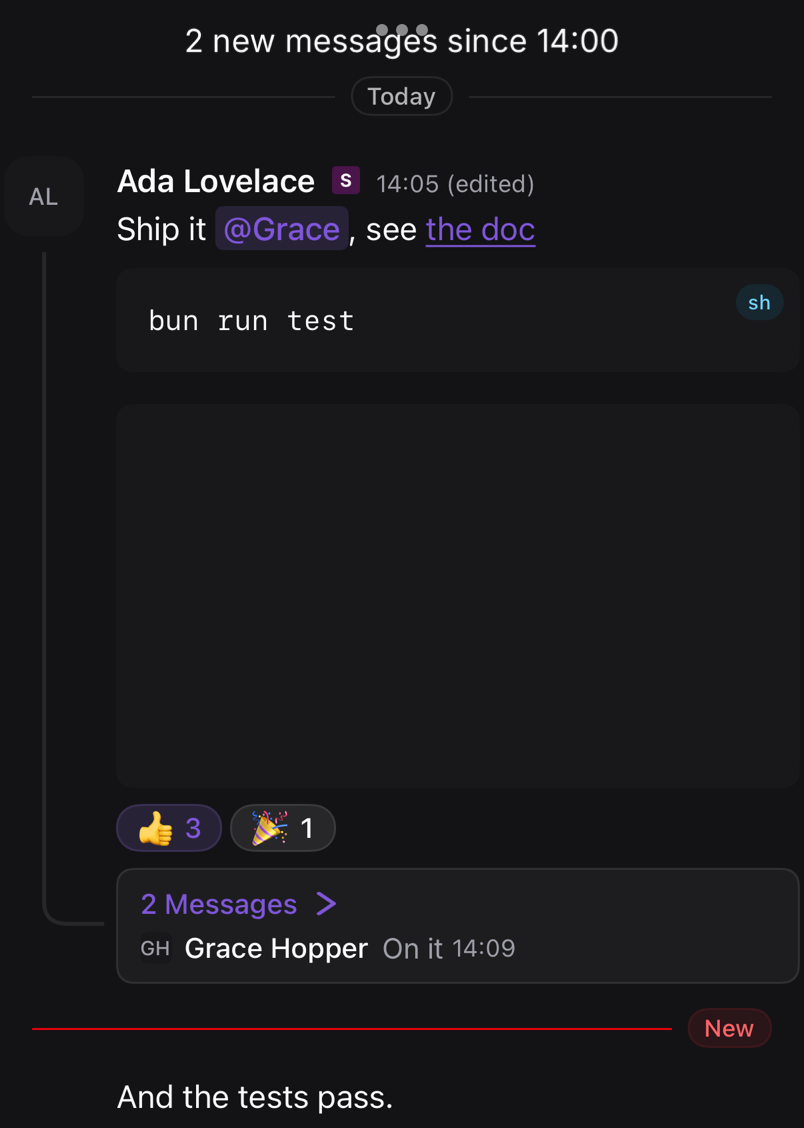 2 new messages since 14:00
Today
AL
Ada Lovelace S 14:05 (edited)
Ship it @Grace, see the doc
sh
bun run test
👍 3 🎉 1
2 Messages >
GH Grace Hopper On it 14:09
New
And the tests pass.